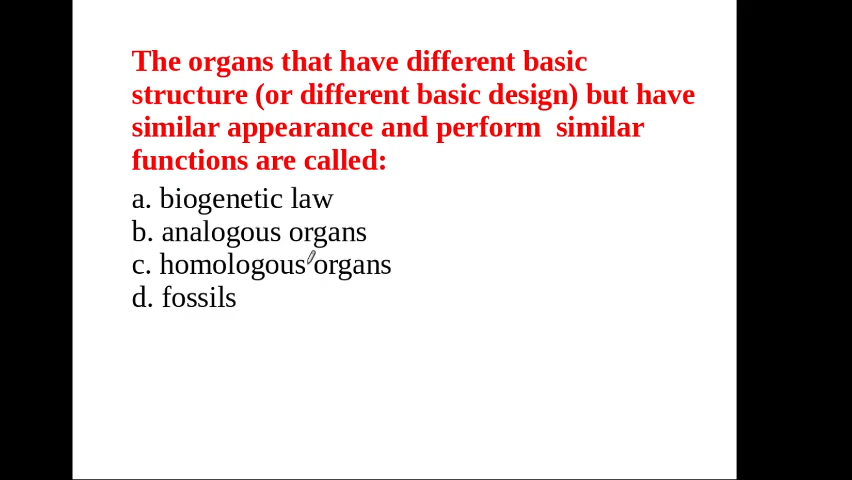 The organs that have different basic
structure (or different basic design) but have
similar appearance and perform  similar
functions are called:
a. biogenetic law
b. analogous organs
c. homologous organs
d. fossils